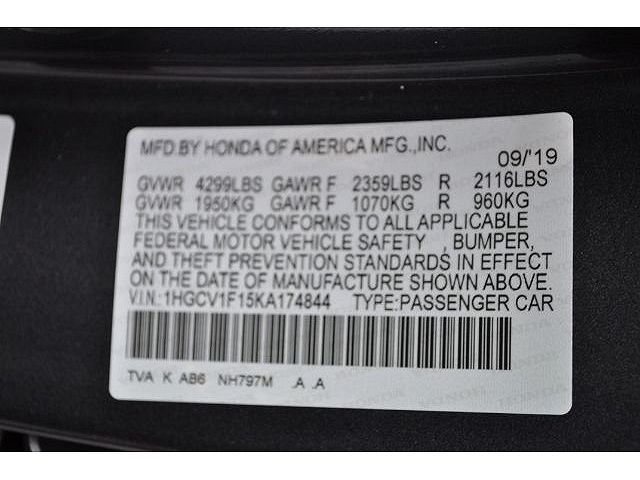 MFD.BY HONDA OF AMERICA MFG.,INC.
09/'19
GVWR 4299LBS GAWR F 2359LBS R 2116LBS
GVWR 1950KG GAWR F 1070KG R 960KG
THIS VEHICLE CONFORMS TO ALL APPLICABLE
FEDERAL MOTOR VEHICLE SAFETY , BUMPER,
AND THEFT PREVENTION STANDARDS IN EFFECT
ON THE DATE OF MANUFACTURE SHOWN ABOVE.
V.I.N.:1HGCV1F15KA174844 TYPE:PASSENGER CAR
TVA K AB6 NH797M .A .A